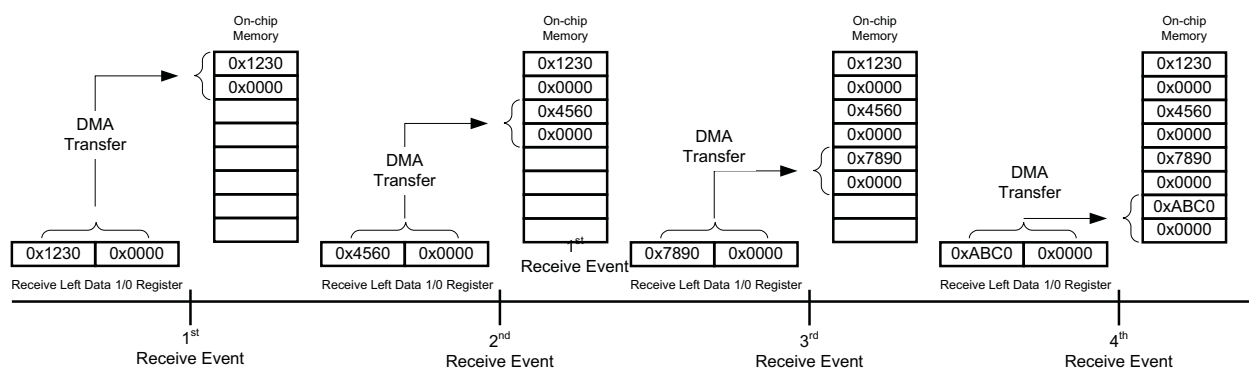 On-chip
Memory
0x1230
0x0000
DMA
Transfer
0x1230 0x0000
Receive Left Data 1/0 Register
1st
Receive Event
On-chip
Memory
0x1230
0x0000
0x4560
0x0000
DMA
Transfer
0x4560 0x0000
Receive Left Data 1/0 Register
1st
Receive Event
2nd
Receive Event
On-chip
Memory
0x1230
0x0000
0x4560
0x0000
0x7890
0x0000
DMA
Transfer
0x7890 0x0000
Receive Left Data 1/0 Register
3rd
Receive Event
On-chip
Memory
0x1230
0x0000
0x4560
0x0000
0x7890
0x0000
0xABC0
0x0000
DMA
Transfer
0xABC0 0x0000
Receive Left Data 1/0 Register
4th
Receive Event